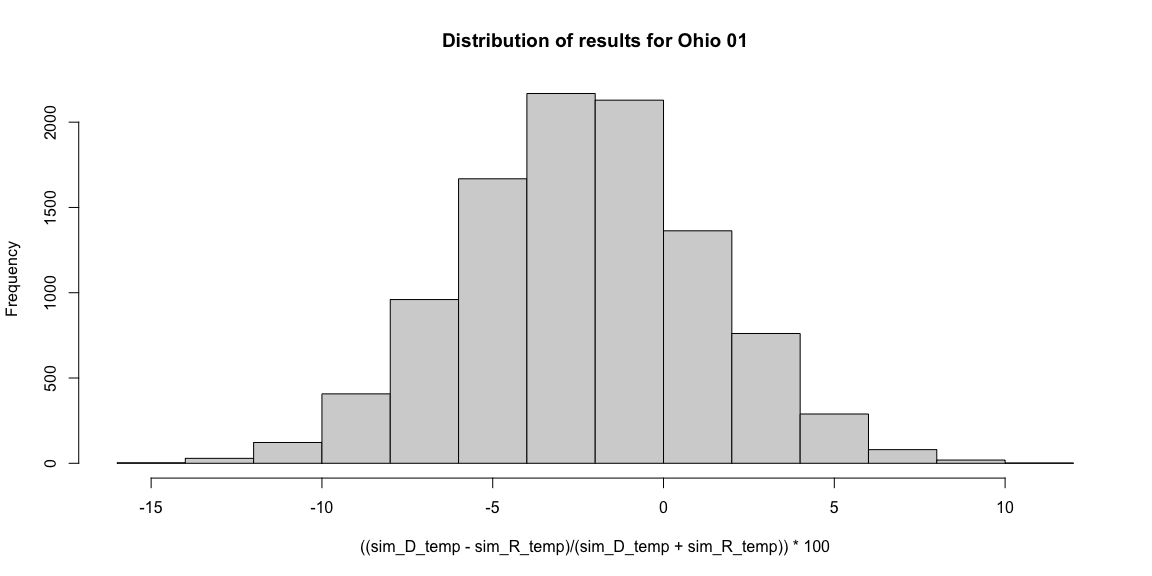 Distribution of results for Ohio 01
Frequency
2000
1500
1000
500
0
-15 -10 -5 0 5 10
((sim_D_temp - sim_R_temp)/(sim_D_temp + sim_R_temp)) * 100